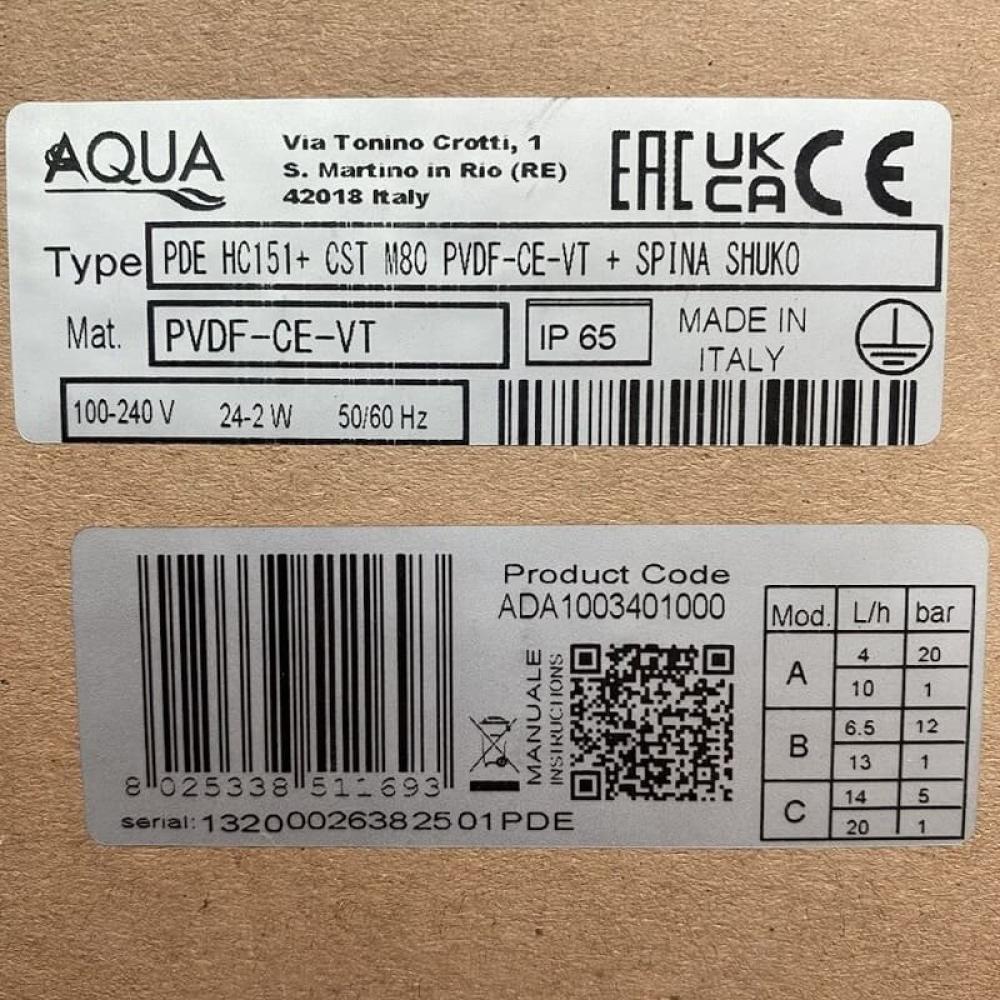 AQUA
Via Tonino Crotti, 1
S. Martino in Rio (RE)
42018 Italy
EAC UK CA CE
Type PDE HC151+ CST M80 PVDF-CE-VT + SPINA SHUKO
Mat. PVDF-CE-VT
IP 65
MADE IN
ITALY
100-240 V 24-2 W 50/60 Hz
8 025338 511693
serial: 13200026382501PDE
Product Code
ADA1003401000
MANUALE
INSTRUCTIONS
Mod. L/h bar
A 4 20
10 1
B 6.5 12
13 1
C 14 5
20 1